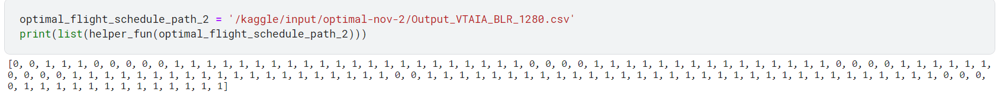 optimal_flight_schedule_path_2 = '/kaggle/input/optimal-nov-2/Output_VTAIA_BLR_1280.csv'
print(list(helper_fun(optimal_flight_schedule_path_2)))
[0, 0, 1, 1, 1, 0, 0, 0, 0, 0, 1, 1, 1, 1, 1, 1, 1, 1, 1, 1, 1, 1, 1, 1, 1, 1, 1, 1, 1, 1, 1, 1, 0, 0, 0, 0, 1, 1, 1, 1, 1, 1, 1, 1, 1, 1, 1, 1, 1, 1, 1, 0, 0, 0, 0, 1, 1, 1, 1, 1, 1,
0, 0, 0, 0, 1, 1, 1, 1, 1, 1, 1, 1, 1, 1, 1, 1, 1, 1, 1, 1, 1, 1, 1, 1, 0, 0, 1, 1, 1, 1, 1, 1, 1, 1, 1, 1, 1, 1, 1, 1, 1, 1, 1, 1, 1, 1, 1, 1, 1, 1, 1, 1, 1, 1, 1, 1, 1, 1, 0, 0, 0,
0, 1, 1, 1, 1, 1, 1, 1, 1, 1, 1, 1, 1, 1]